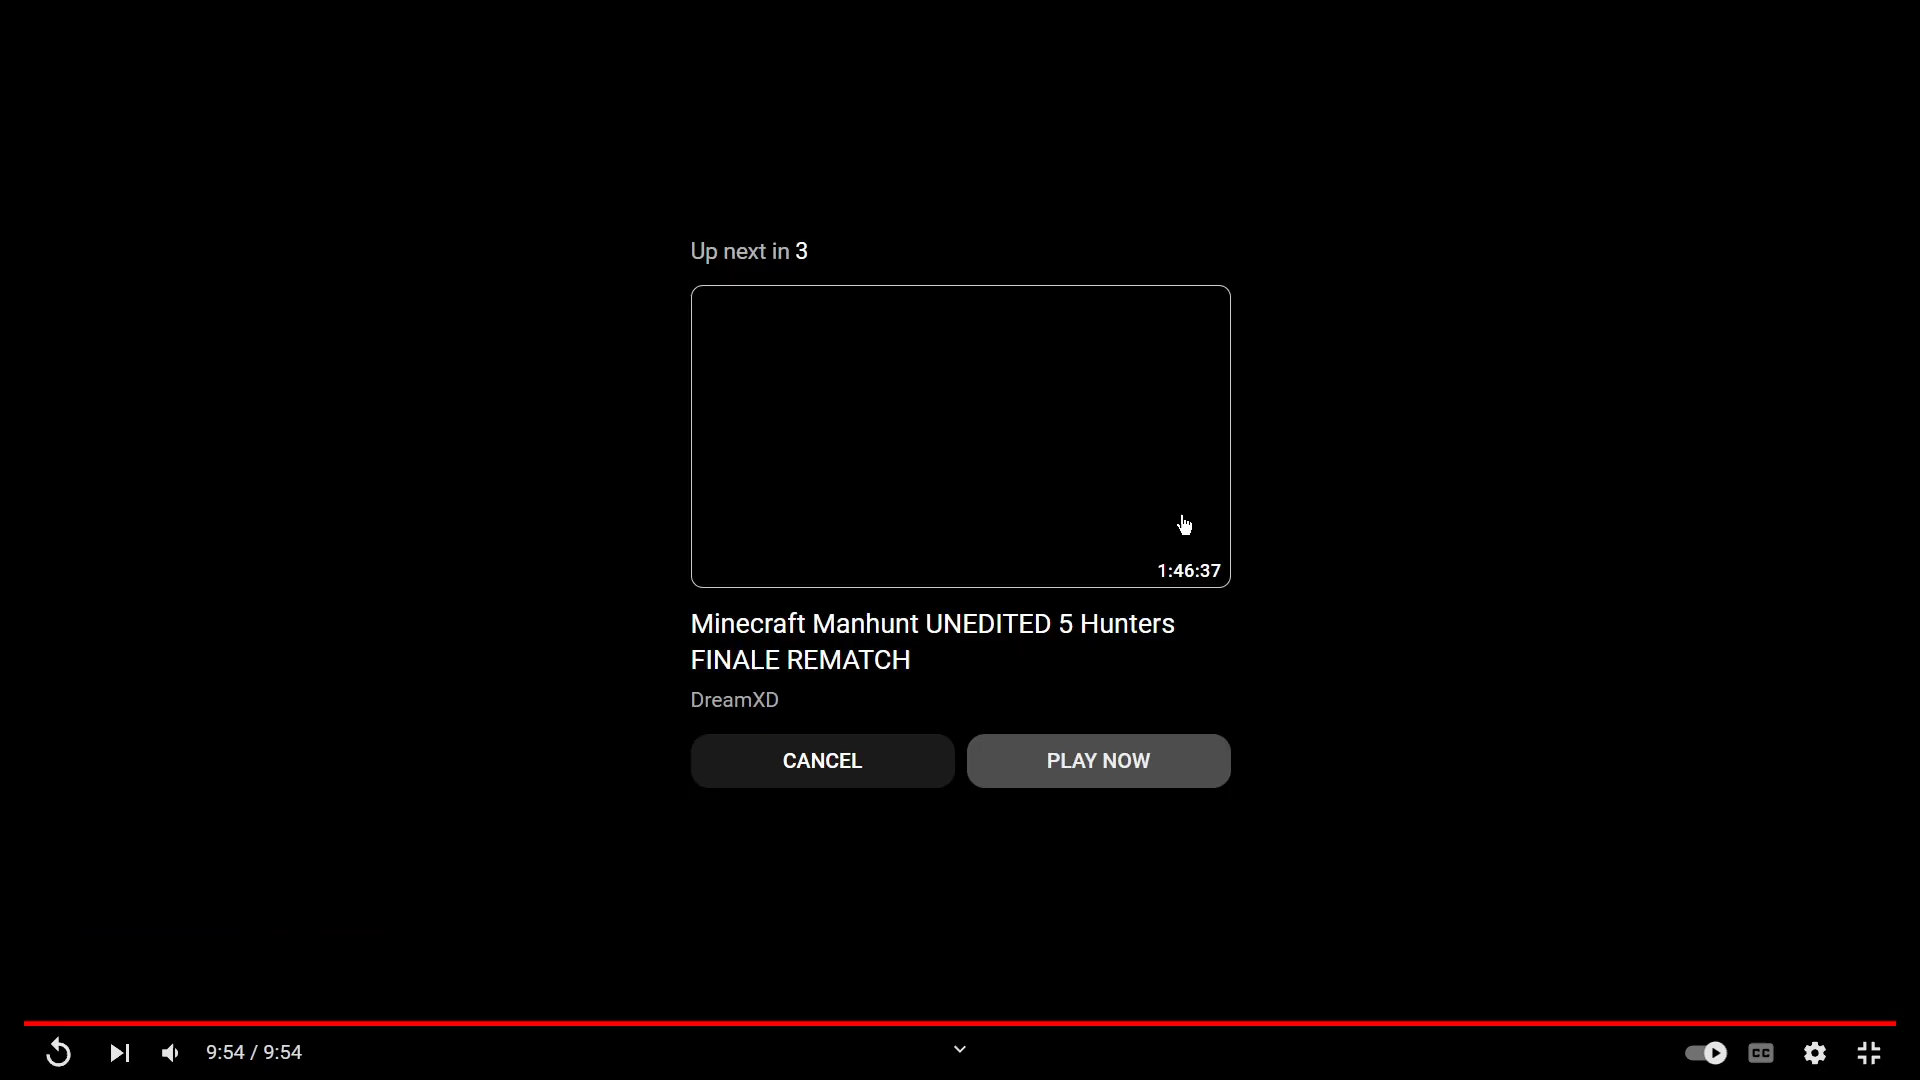 Up next in 3
1:46:37
Minecraft Manhunt UNEDITED 5 Hunters
FINALE REMATCH
DreamXD
CANCEL
PLAY NOW
9:54 / 9:54
CC